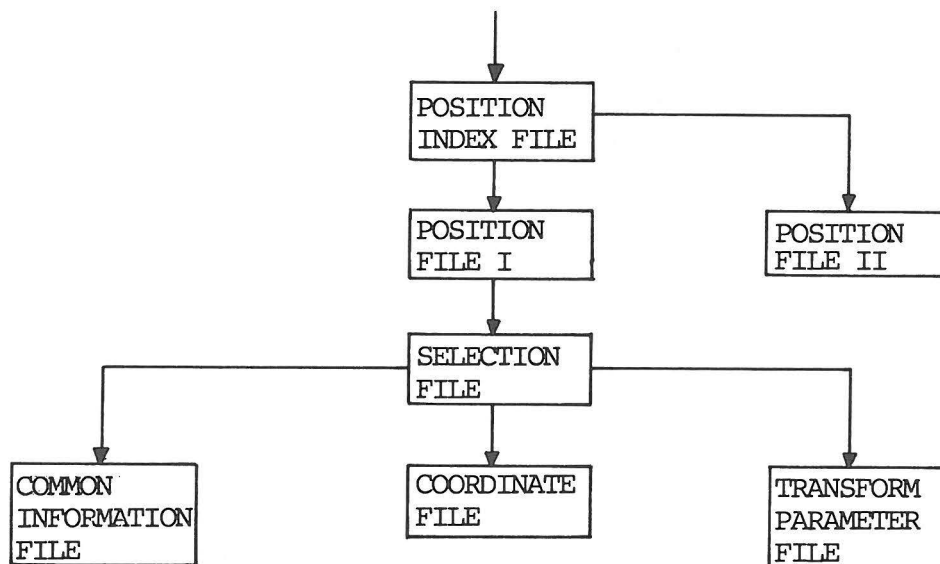 POSITION
INDEX FILE
POSITION
FILE I
POSITION
FILE II
SELECTION
FILE
COMMON
INFORMATION
FILE
COORDINATE
FILE
TRANSFORM
PARAMETER
FILE